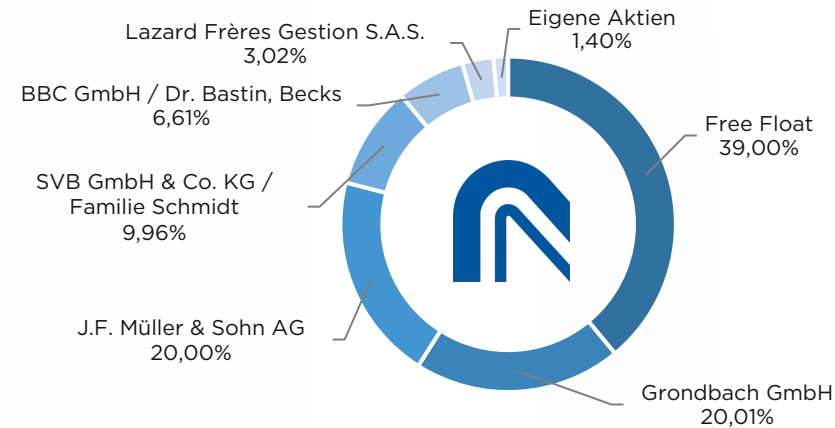 Eigene Aktien
1,40%
Lazard Frères Gestion S.A.S.
3,02%
BBC GmbH / Dr. Bastin, Becks
6,61%
Free Float
39,00%
SVB GmbH & Co. KG /
Familie Schmidt
9,96%
J.F. Müller & Sohn AG
20,00%
Grondbach GmbH
20,01%